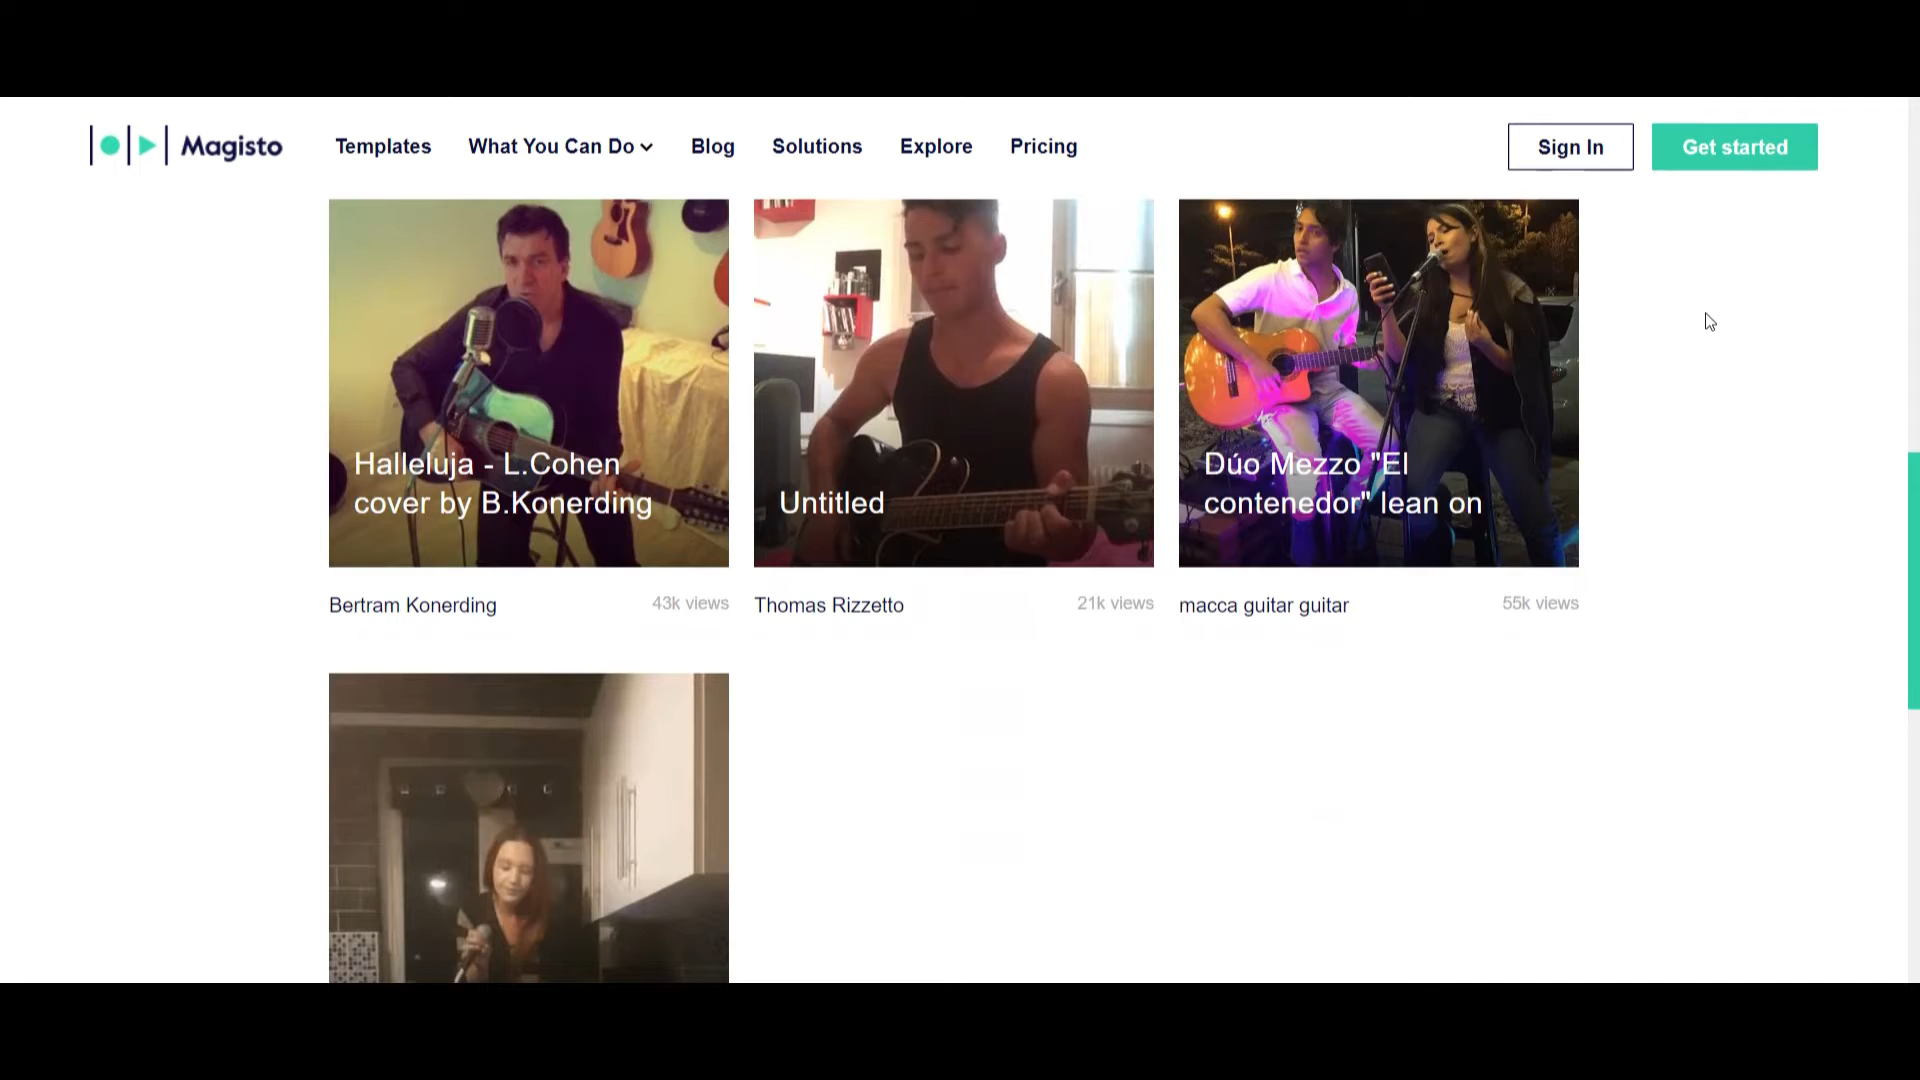 Magisto
Templates
What You Can Do
Blog
Solutions
Explore
Pricing
Sign In
Get started
Halleluja - L.Cohen
cover by B.Konerding
Untitled
Dúo Mezzo "El
contenedor" lean on
Bertram Konerding
43k views
Thomas Rizzetto
21k views
macca guitar guitar
55k views